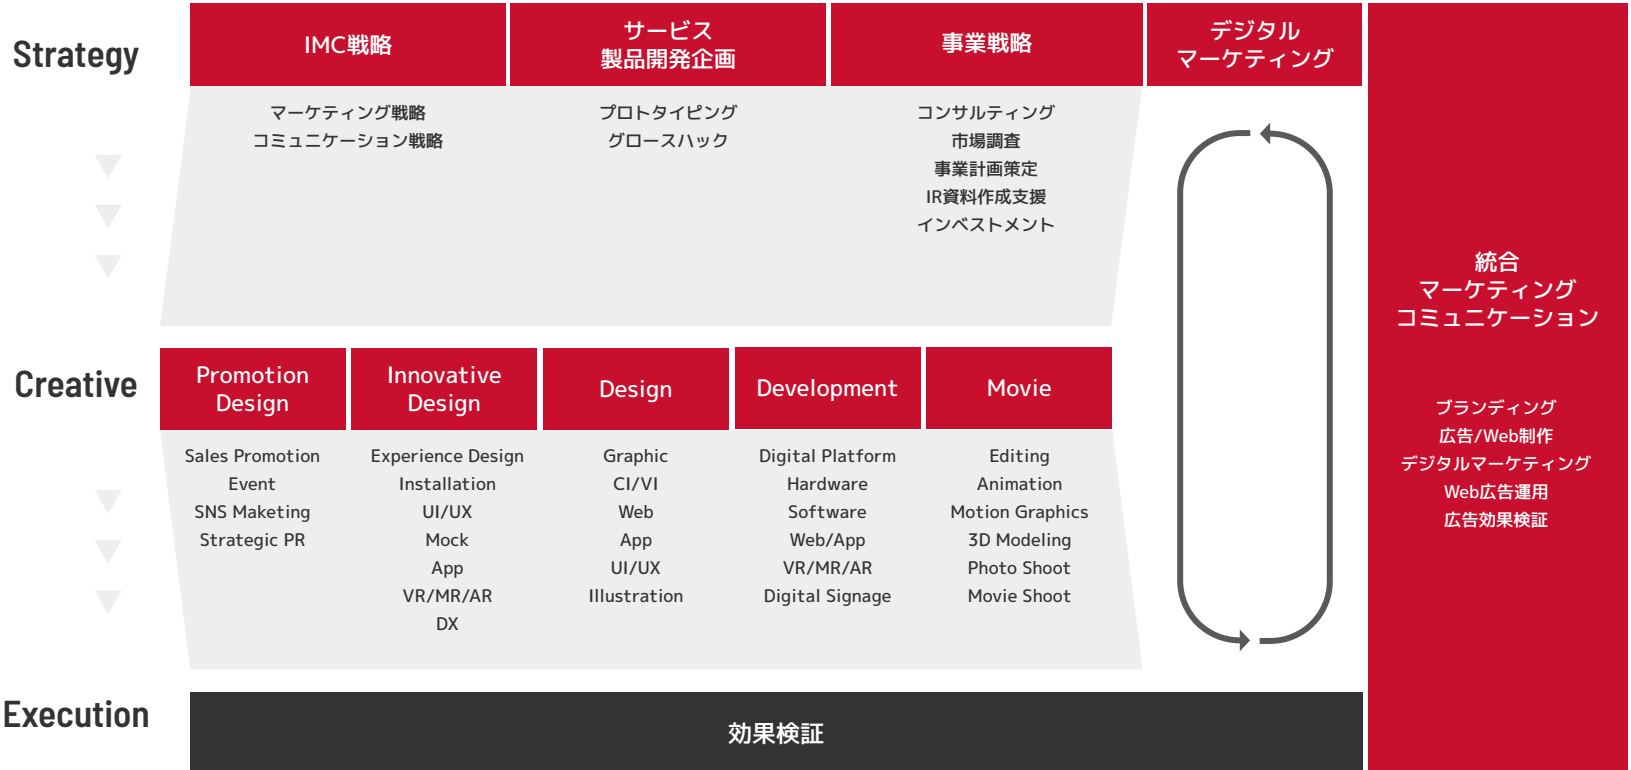 Strategy
IMC戦略
サービス
製品開発企画
事業戦略
デジタル
マーケティング
マーケティング戦略
コミュニケーション戦略
プロトタイピング
グロースハック
コンサルティング
市場調査
事業計画策定
IR資料作成支援
インベストメント
Creative
Promotion
Design
Innovative
Design
Design
Development
Movie
Sales Promotion
Event
SNS Maketing
Strategic PR
Experience Design
Installation
UI/UX
Mock
App
VR/MR/AR
DX
Graphic
CI/VI
Web
App
UI/UX
Illustration
Digital Platform
Hardware
Software
Web/App
VR/MR/AR
Digital Signage
Editing
Animation
Motion Graphics
3D Modeling
Photo Shoot
Movie Shoot
Execution
効果検証
統合
マーケティング
コミュニケーション
ブランディング
広告/Web制作
デジタルマーケティング
Web広告運用
広告効果検証